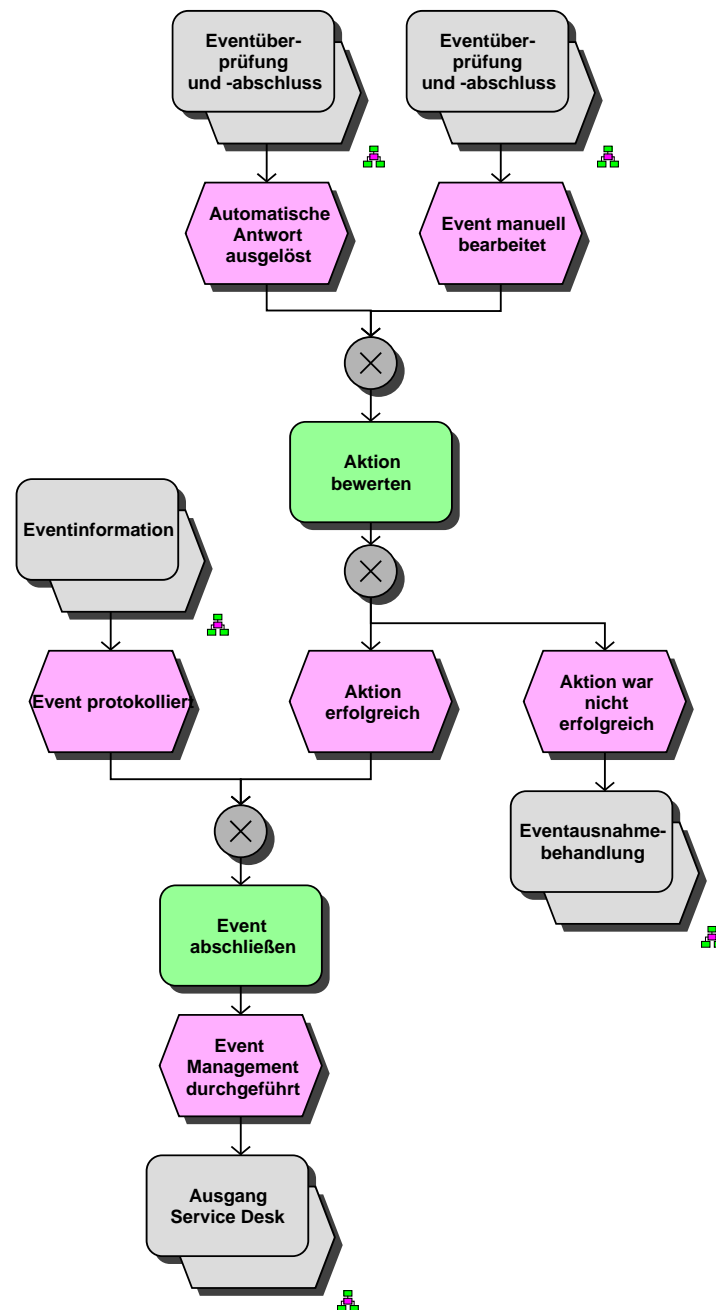 Eventüber-
prüfung
und -abschluss
Eventüber-
prüfung
und -abschluss
Automatische
Antwort
ausgelöst
Event manuell
bearbeitet
Aktion
bewerten
Eventinformation
Event protokolliert
Aktion
erfolgreich
Aktion war
nicht
erfolgreich
Eventausnahme-
behandlung
Event
abschließen
Event
Management
durchgeführt
Ausgang
Service Desk